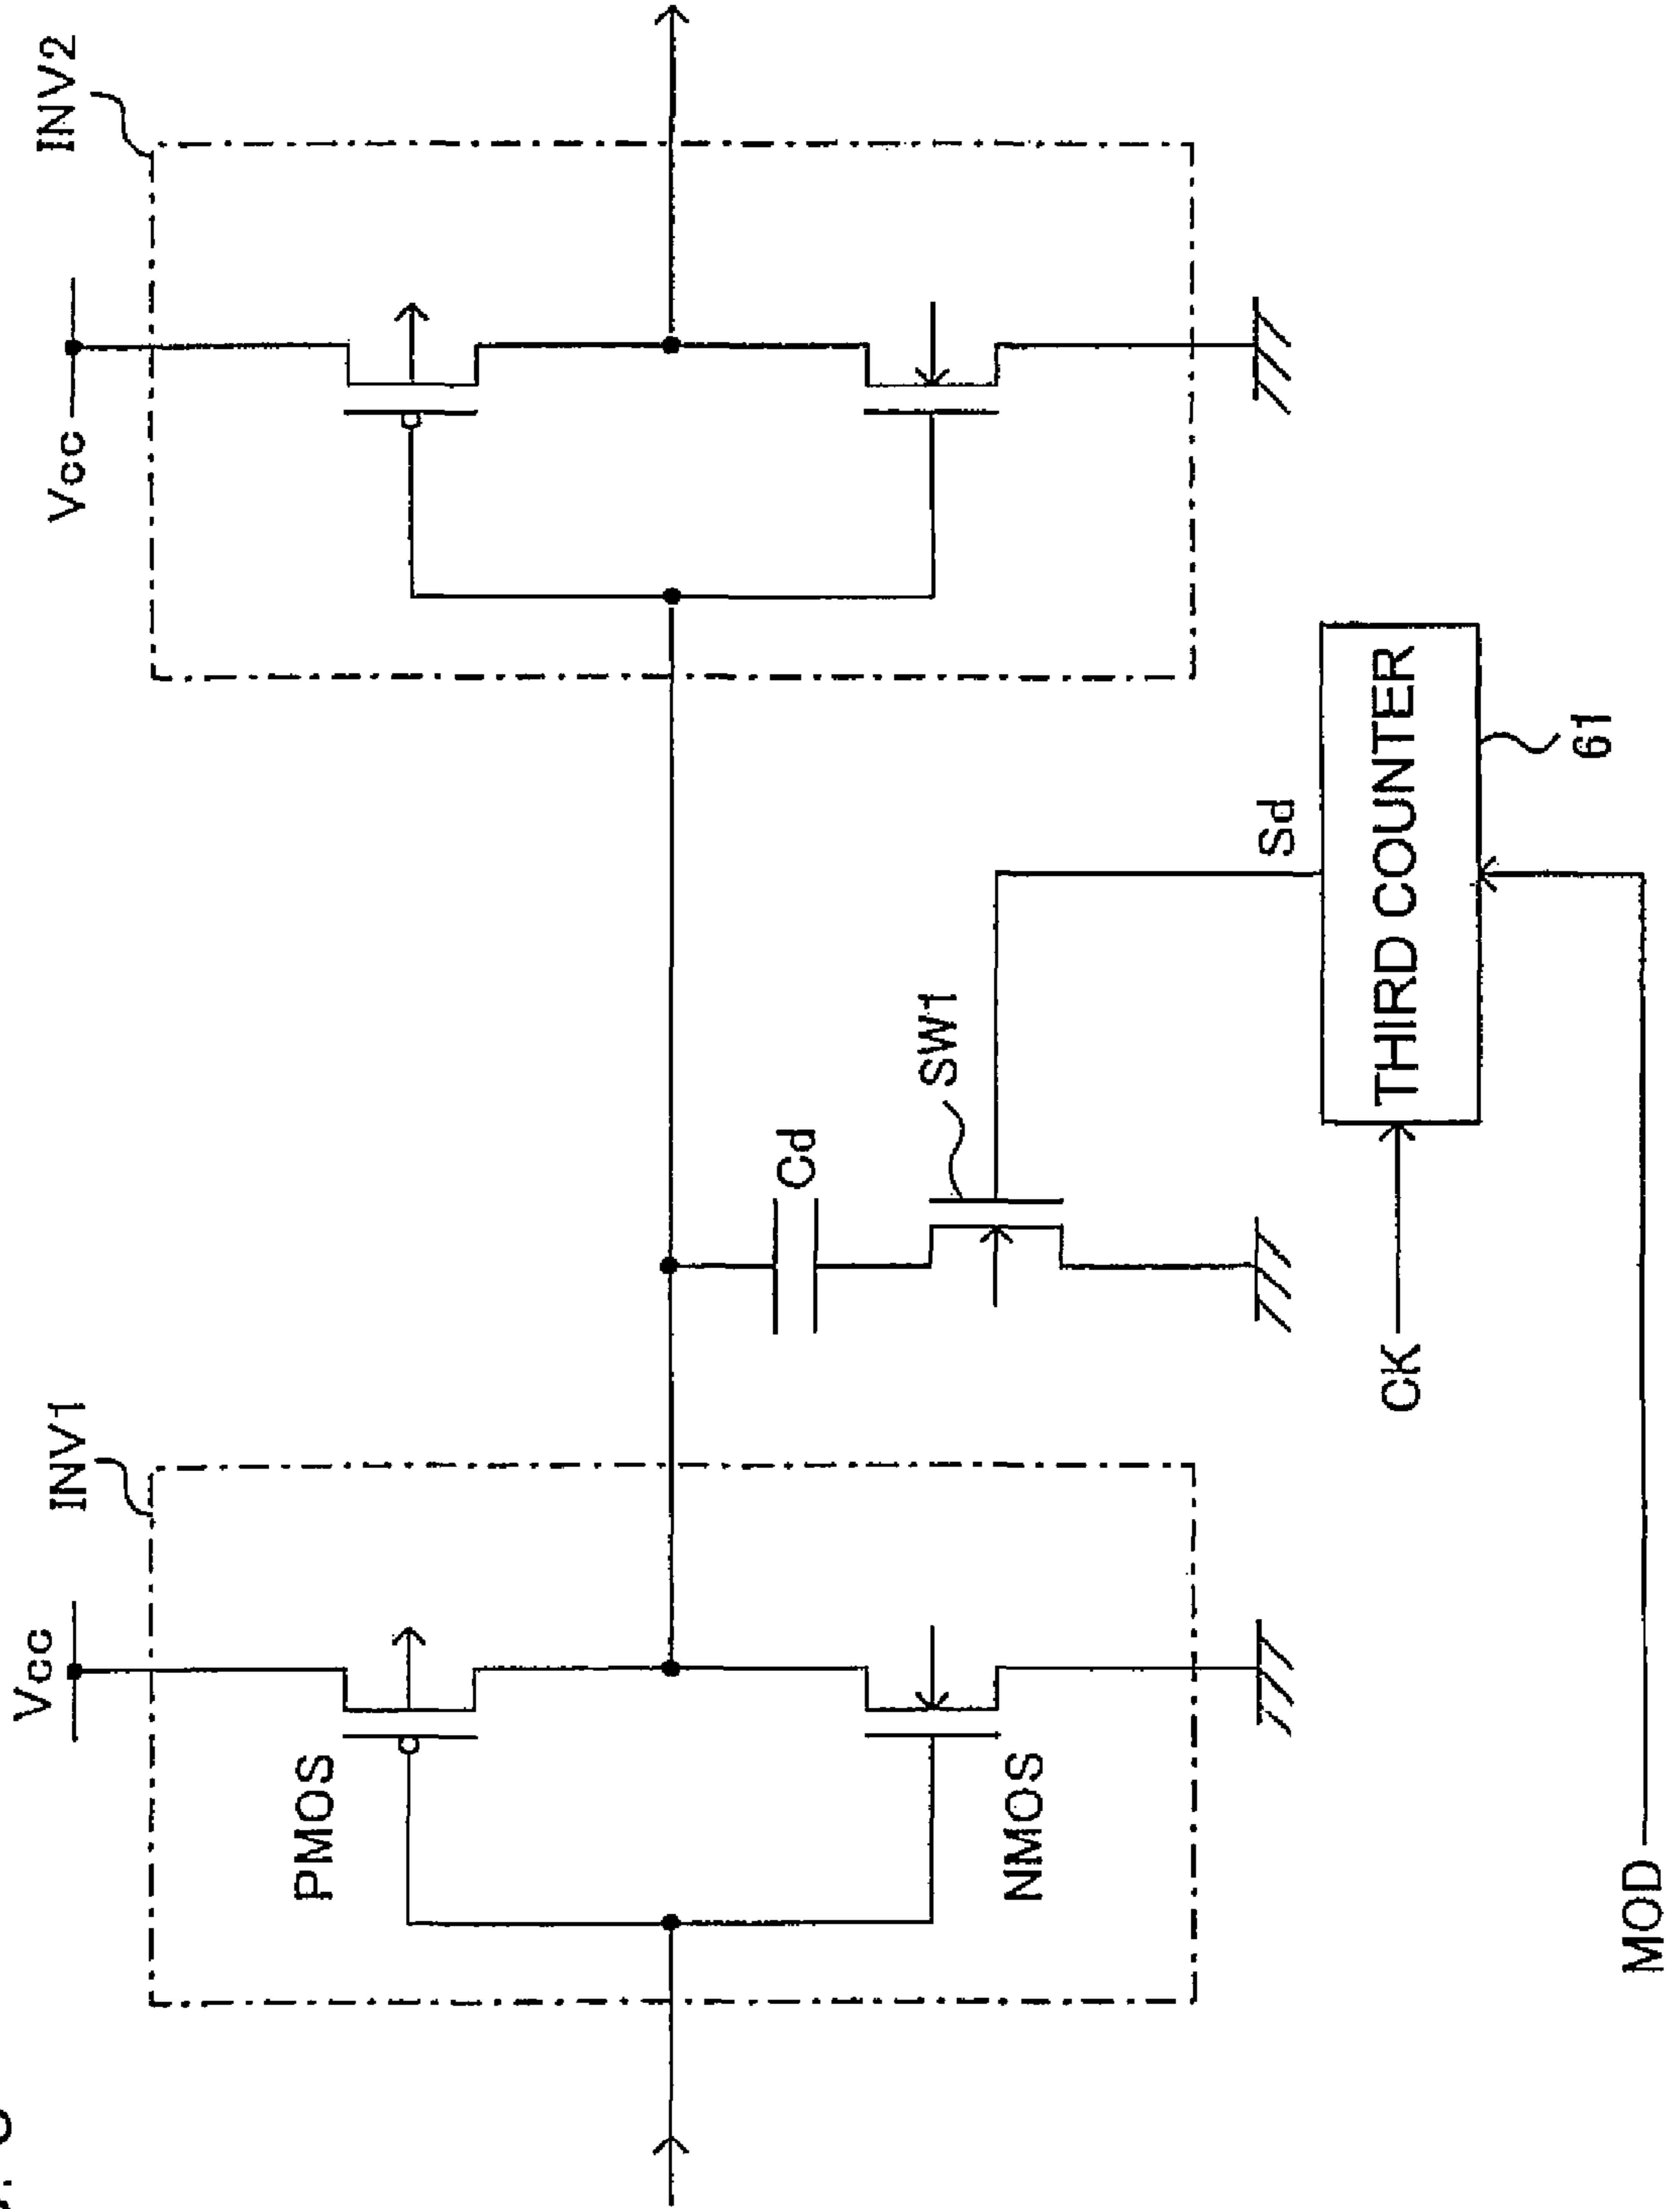 Vcc
INV1
Vcc
INV2
PMOS
NMOS
Cd
SW1
Sd
CK
THIRD COUNTER
61
MOD